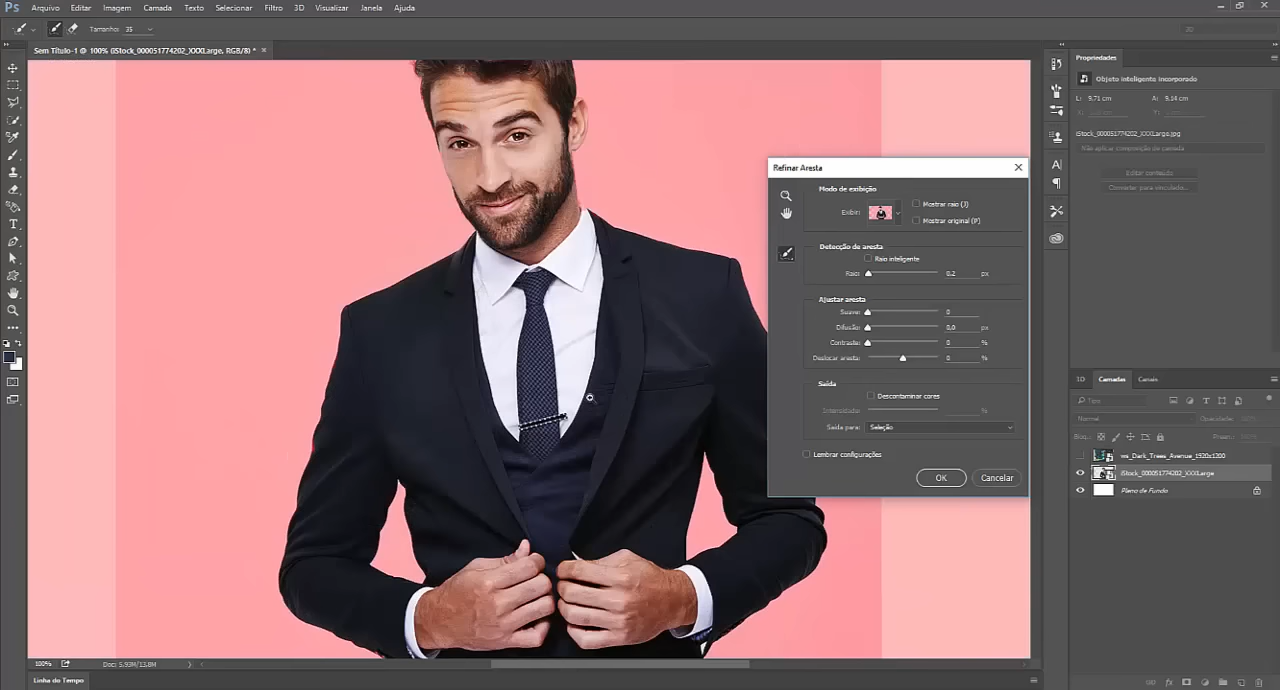 Ps Arquivo Editar Imagem Camada Texto Selecionar Filtro 3D Visualizar Janela Ajuda
Tamanho: 35
Sem Título-1 @ 100% (iStock_000051774202_XXXLarge, RGB/8) *
Propriedades
Objeto inteligente incorporado
L: 9,71 cm A: 9,14 cm
X: Y:
iStock_000051774202_XXXLarge.jpg
Não aplicar composição de camada
Editar conteúdo
Converter para vinculado...
Refinar Aresta
Modo de exibição
Exibir:
Mostrar raio (J)
Mostrar original (P)
Detecção de aresta
Raio inteligente
Raio: 0,2 px
Ajustar aresta
Suave: 0
Difusão: 0,0 px
Contraste: 0 %
Deslocar aresta: 0 %
Saída
Descontaminar cores
Intensidade: %
Saída para: Seleção
Lembrar configurações
OK Cancelar
3D Camadas Canais
Tipo
Normal Opacidade:
Bloq.:
ws_Dark_Trees_Avenue_1920x1200
iStock_000051774202_XXXLarge
Plano de Fundo
100% Doc: 5,93M/13,8M
Linha do Tempo